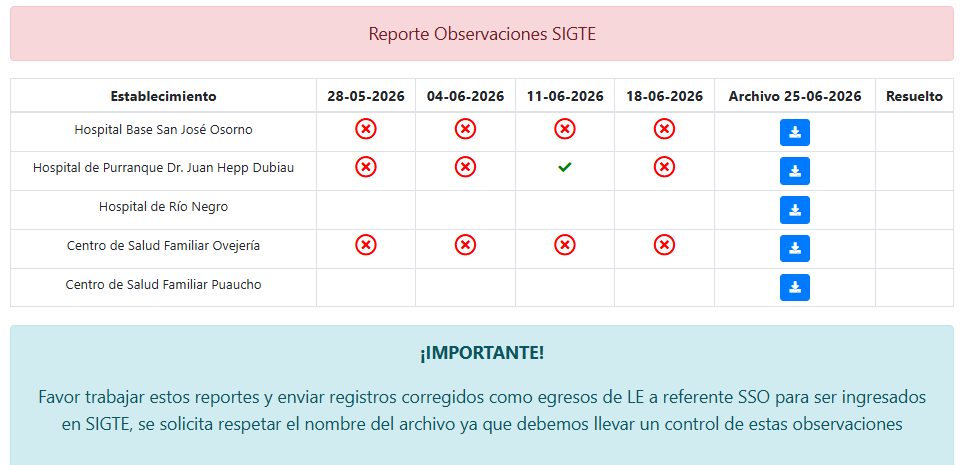 Reporte Observaciones SIGTE
Establecimiento 28-05-2026 04-06-2026 11-06-2026 18-06-2026 Archivo 25-06-2026 Resuelto
Hospital Base San José Osorno
Hospital de Purranque Dr. Juan Hepp Dubiau
Hospital de Río Negro
Centro de Salud Familiar Ovejería
Centro de Salud Familiar Puaucho
¡IMPORTANTE!
Favor trabajar estos reportes y enviar registros corregidos como egresos de LE a referente SSO para ser ingresados
en SIGTE, se solicita respetar el nombre del archivo ya que debemos llevar un control de estas observaciones